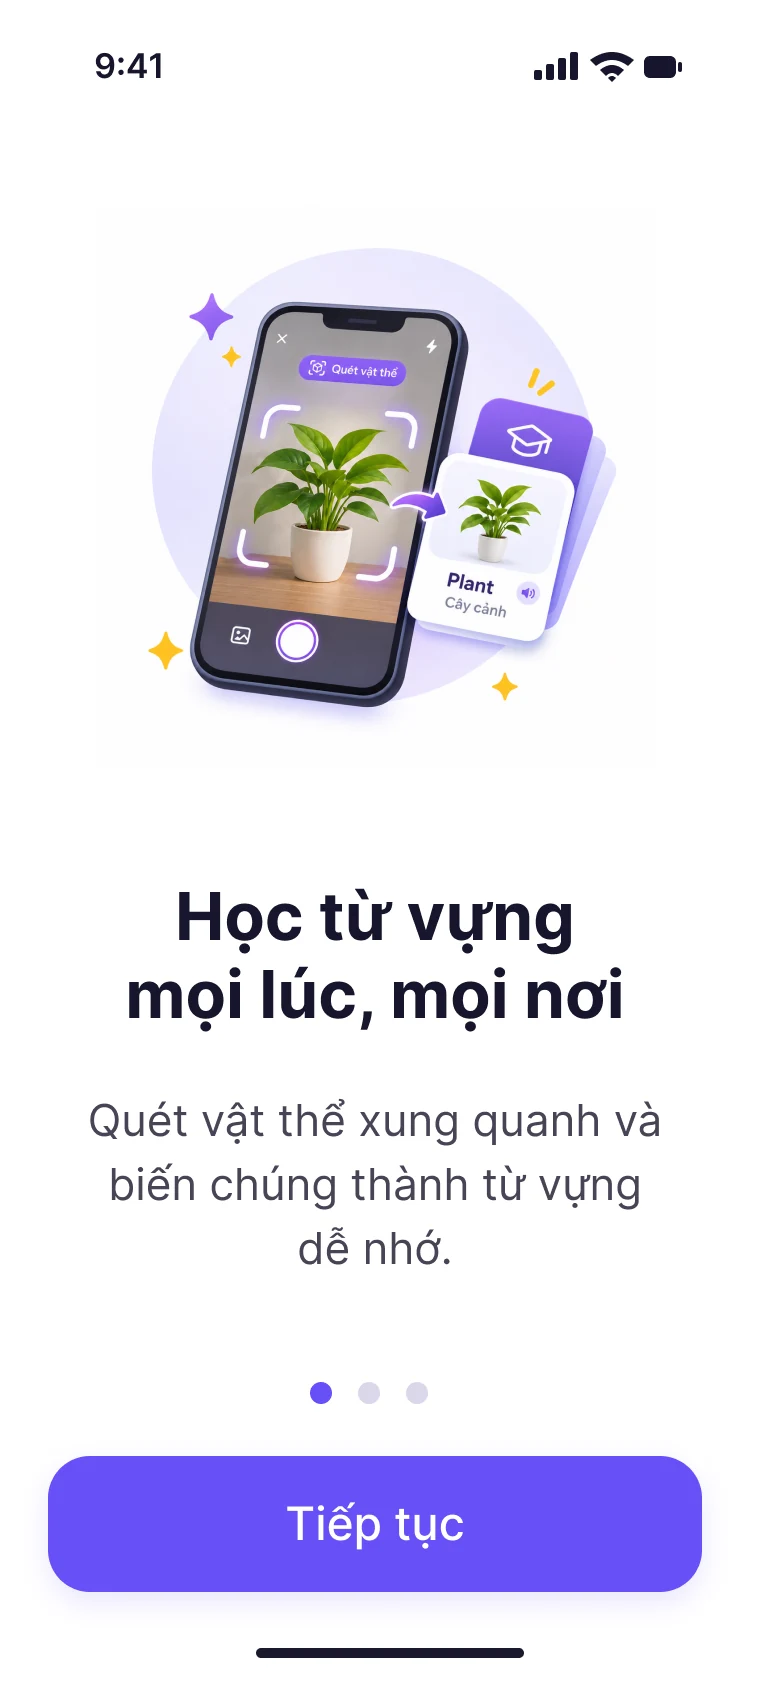 9:41
Quét vật thể
Plant
Cây cảnh
Học từ vựng
mọi lúc, mọi nơi
Quét vật thể xung quanh và
biến chúng thành từ vựng
dễ nhớ.
Tiếp tục